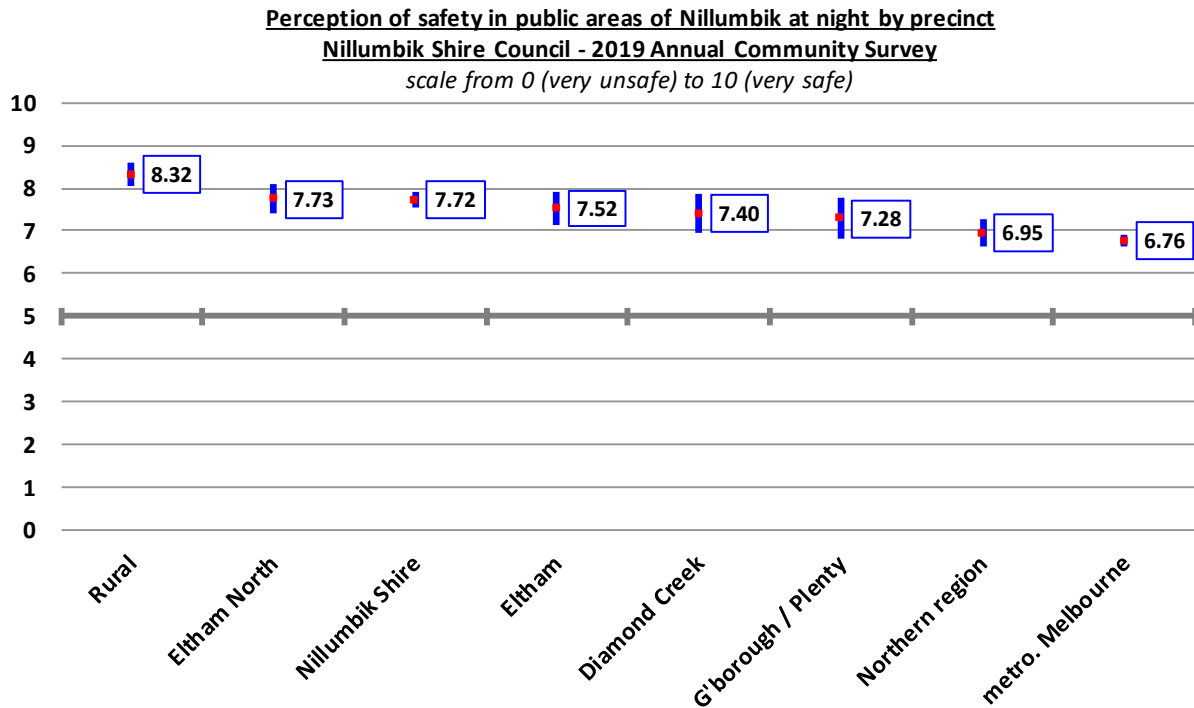 Perception of safety in public areas of Nillumbik at night by precinct
Nillumbik Shire Council - 2019 Annual Community Survey
scale from 0 (very unsafe) to 10 (very safe)
10
9
8
7
6
5
4
3
2
1
0
8.32
7.73
7.72
7.52
7.40
7.28
6.95
6.76
Rural
Eltham North
Nillumbik Shire
Eltham
Diamond Creek
G'borough / Plenty
Northern region
metro. Melbourne